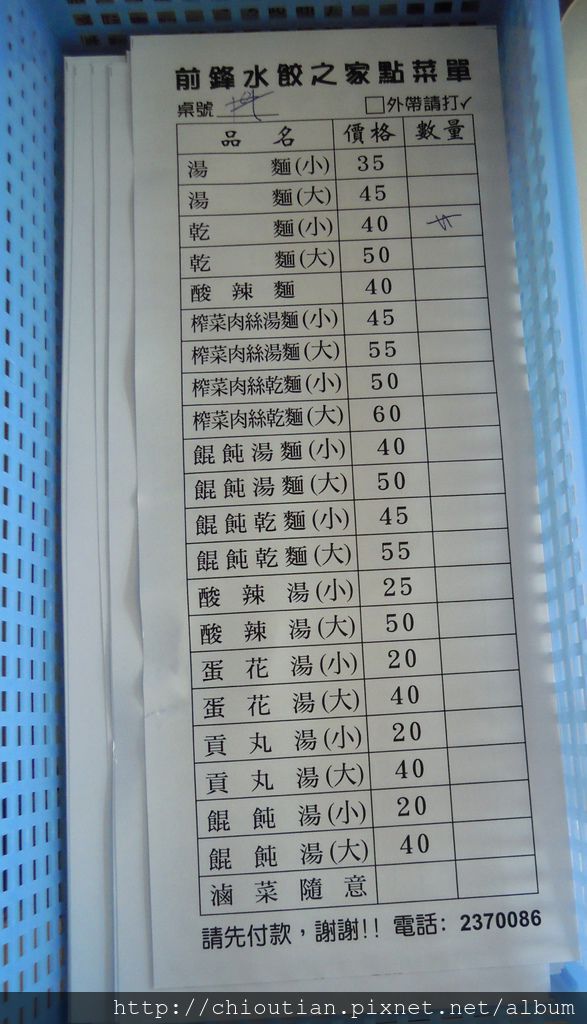 前鋒水餃之家點菜單
桌號 □外帶請打✓
品名 價格 數量
湯麵(小) 35
湯麵(大) 45
乾麵(小) 40
乾麵(大) 50
酸辣麵 40
榨菜肉絲湯麵(小) 45
榨菜肉絲湯麵(大) 55
榨菜肉絲乾麵(小) 50
榨菜肉絲乾麵(大) 60
餛飩湯麵(小) 40
餛飩湯麵(大) 50
餛飩乾麵(小) 45
餛飩乾麵(大) 55
酸辣湯(小) 25
酸辣湯(大) 50
蛋花湯(小) 20
蛋花湯(大) 40
貢丸湯(小) 20
貢丸湯(大) 40
餛飩湯(小) 20
餛飩湯(大) 40
滷菜隨意
請先付款，謝謝!! 電話: 2370086
http://chioutian.pixnet.net/album